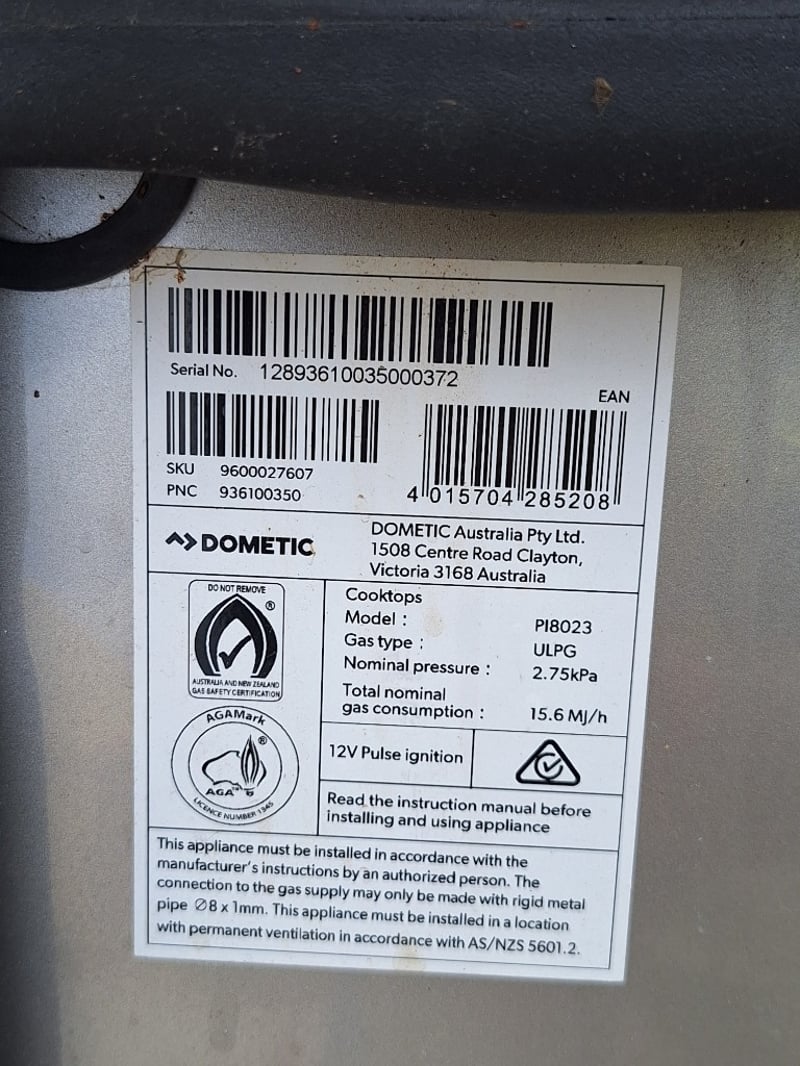 Serial No. 12893610035000372
EAN
SKU 9600027607
PNC 936100350
4 015704 285208
DOMETIC
DOMETIC Australia Pty Ltd.
1508 Centre Road Clayton,
Victoria 3168 Australia
DO NOT REMOVE
®
AUSTRALIA AND NEW ZEALAND
GAS SAFETY CERTIFICATION
AGAMark
®
AGA™
LICENCE NUMBER 1345
Cooktops
Model : PI8023
Gas type : ULPG
Nominal pressure : 2.75kPa
Total nominal
gas consumption : 15.6 MJ/h
12V Pulse ignition
Read the instruction manual before
installing and using appliance
This appliance must be installed in accordance with the
manufacturer's instructions by an authorized person. The
connection to the gas supply may only be made with rigid metal
pipe Ø8 x 1mm. This appliance must be installed in a location
with permanent ventilation in accordance with AS/NZS 5601.2.